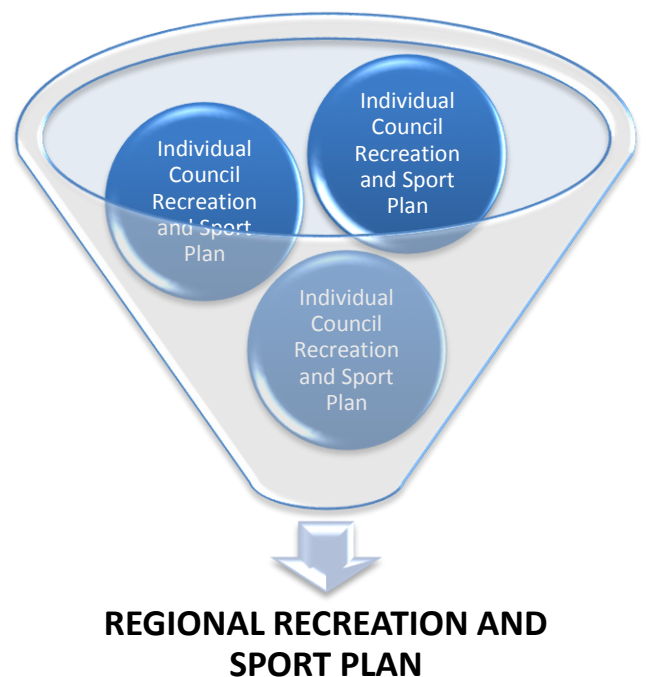 Individual
Council
Recreation
and Sport
Plan
Individual
Council
Recreation
and Sport
Plan
Individual
Council
Recreation
and Sport
Plan
REGIONAL RECREATION AND
SPORT PLAN